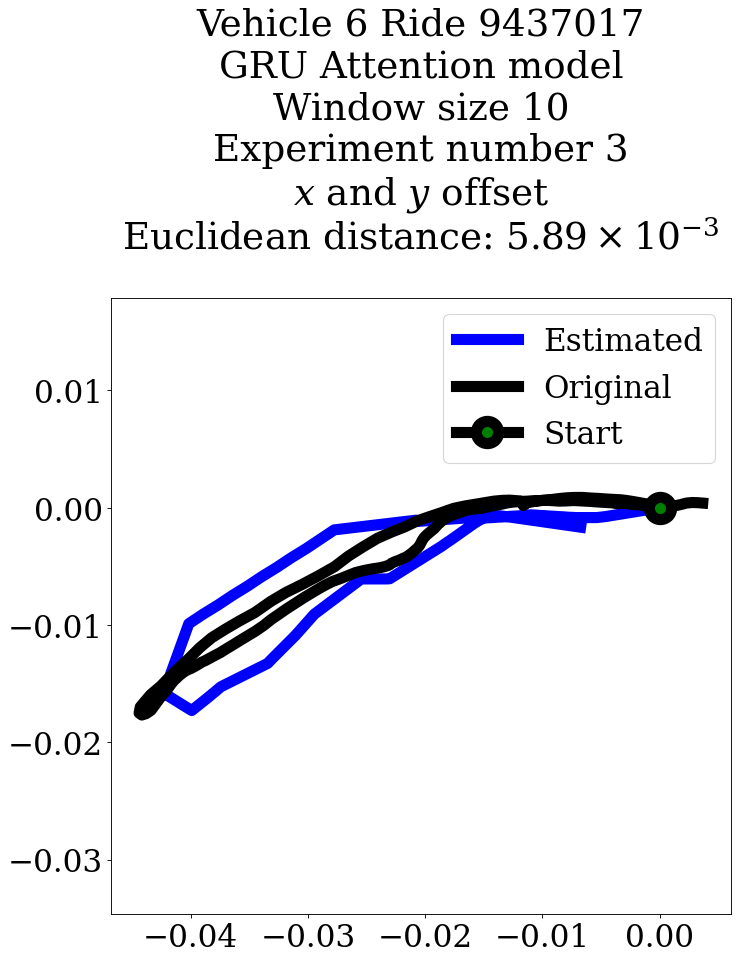 Vehicle 6 Ride 9437017
GRU Attention model
Window size 10
Experiment number 3
x and y offset
Euclidean distance: 5.89 × 10⁻³
Estimated
Original
Start
0.01
0.00
−0.01
−0.02
−0.03
−0.04 −0.03 −0.02 −0.01 0.00